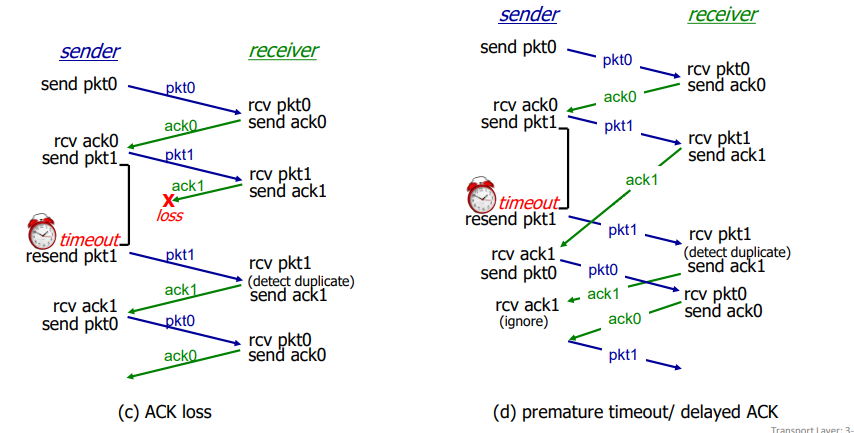 sender
receiver
send pkt0
pkt0
rcv pkt0
send ack0
ack0
rcv ack0
send pkt1
pkt1
rcv pkt1
send ack1
ack1
X
loss
timeout
resend pkt1
pkt1
rcv pkt1
(detect duplicate)
send ack1
ack1
rcv ack1
send pkt0
pkt0
rcv pkt0
send ack0
ack0
(c) ACK loss
sender
receiver
send pkt0
pkt0
rcv pkt0
send ack0
ack0
rcv ack0
send pkt1
pkt1
rcv pkt1
send ack1
ack1
timeout
resend pkt1
pkt1
rcv pkt1
(detect duplicate)
send ack1
rcv ack1
send pkt0
pkt0
ack1
rcv ack1
(ignore)
rcv pkt0
send ack0
ack0
pkt1
(d) premature timeout/ delayed ACK
Transport Layer: 3-